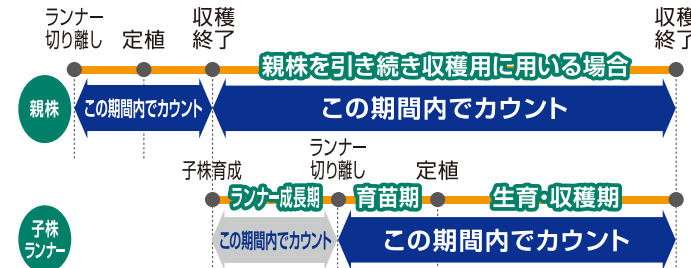 ランナー
切り離し
定植
収穫
終了
収穫
終了
親株を引き続き収穫用に用いる場合
親株
この期間内でカウント
この期間内でカウント
子株育成
ランナー
切り離し
定植
ランナー成長期
育苗期
生育・収穫期
子株
ランナー
この期間内でカウント
この期間内でカウント